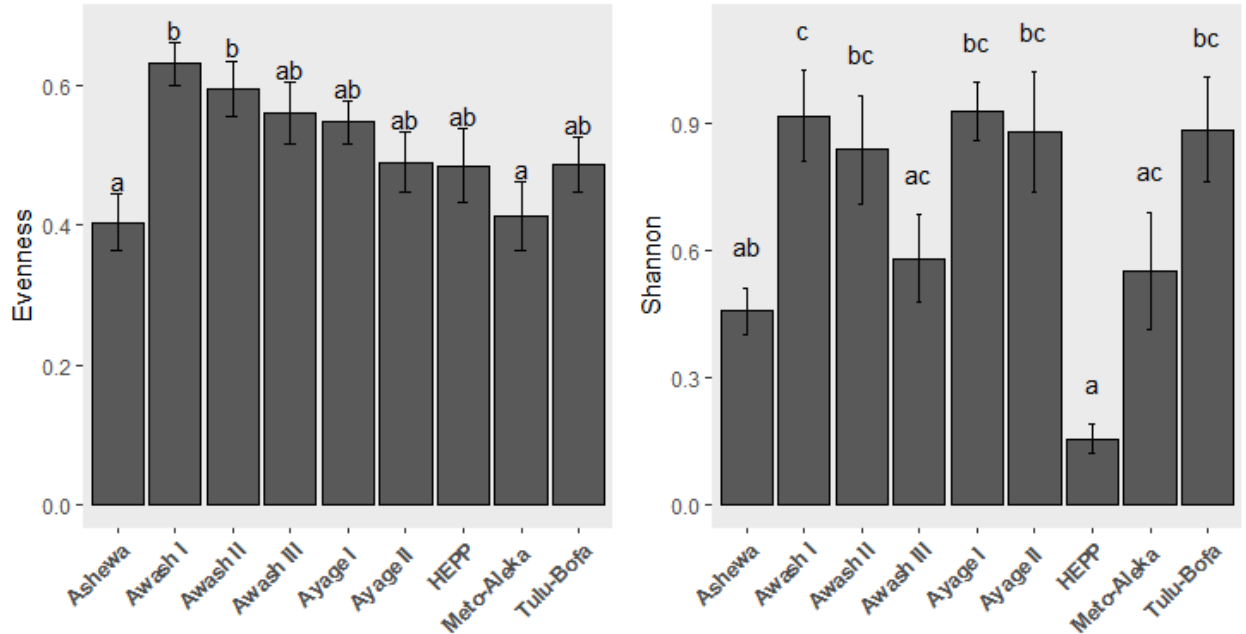 Evenness
0.6
0.4
0.2
0.0
a
b
b
ab
ab
ab
ab
a
ab
Ashewa
Awash I
Awash II
Awash III
Ayage I
Ayage II
HEPP
Meto-Aleka
Tulu-Bofa
Shannon
0.9
0.6
0.3
0.0
ab
c
bc
ac
bc
bc
a
ac
bc
Ashewa
Awash I
Awash II
Awash III
Ayage I
Ayage II
HEPP
Meto-Aleka
Tulu-Bofa